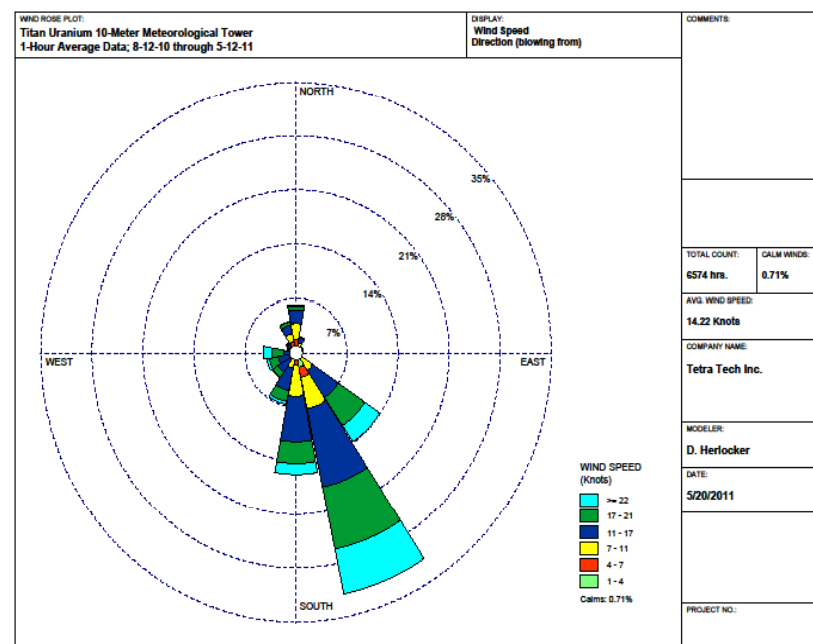 WIND ROSE PLOT:
Titan Uranium 10-Meter Meteorological Tower
1-Hour Average Data; 8-12-10 through 5-12-11
DISPLAY:
Wind Speed
Direction (blowing from)
COMMENTS:
NORTH
35%
28%
21%
14%
7%
WEST
EAST
SOUTH
WIND SPEED
(Knots)
>= 22
17 - 21
11 - 17
7 - 11
4 - 7
1 - 4
Calms: 0.71%
TOTAL COUNT:
6574 hrs.
CALM WINDS:
0.71%
AVG. WIND SPEED:
14.22 Knots
COMPANY NAME:
Tetra Tech Inc.
MODELER:
D. Herlocker
DATE:
5/20/2011
PROJECT NO.: